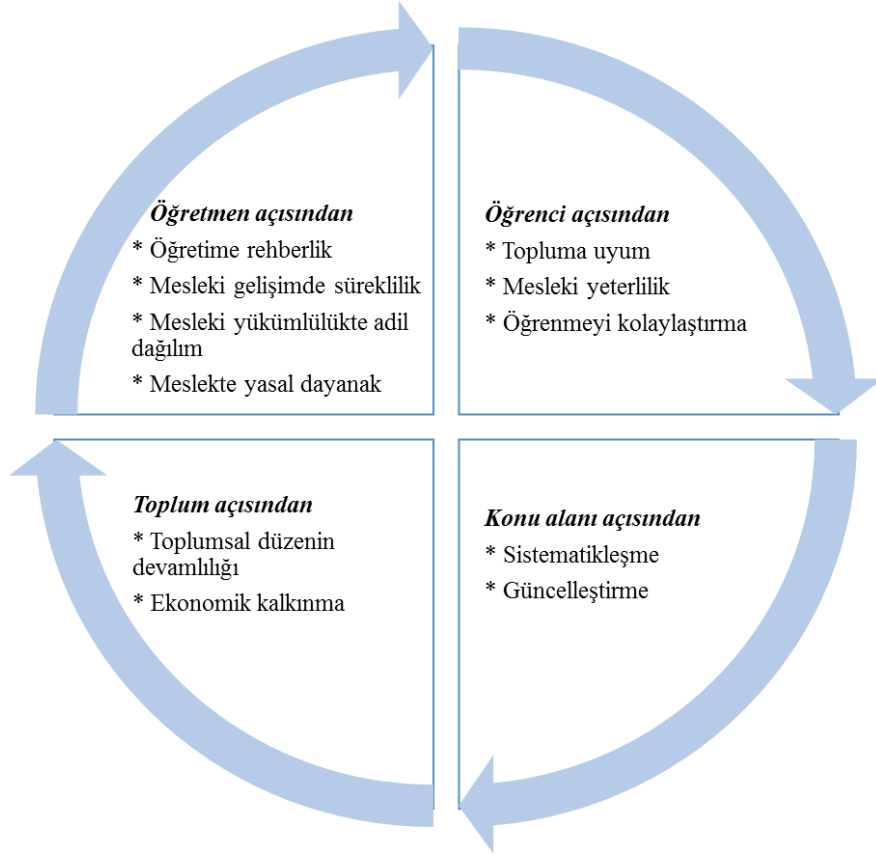 Öğretmen açısından
* Öğretime rehberlik
* Mesleki gelişimde süreklilik
* Mesleki yükümlülükte adil
dağılım
* Meslekte yasal dayanak
Öğrenci açısından
* Topluma uyum
* Mesleki yeterlilik
* Öğrenmeyi kolaylaştırma
Toplum açısından
* Toplumsal düzenin
devamlılığı
* Ekonomik kalkınma
Konu alanı açısından
* Sistematikleşme
* Güncelleştirme